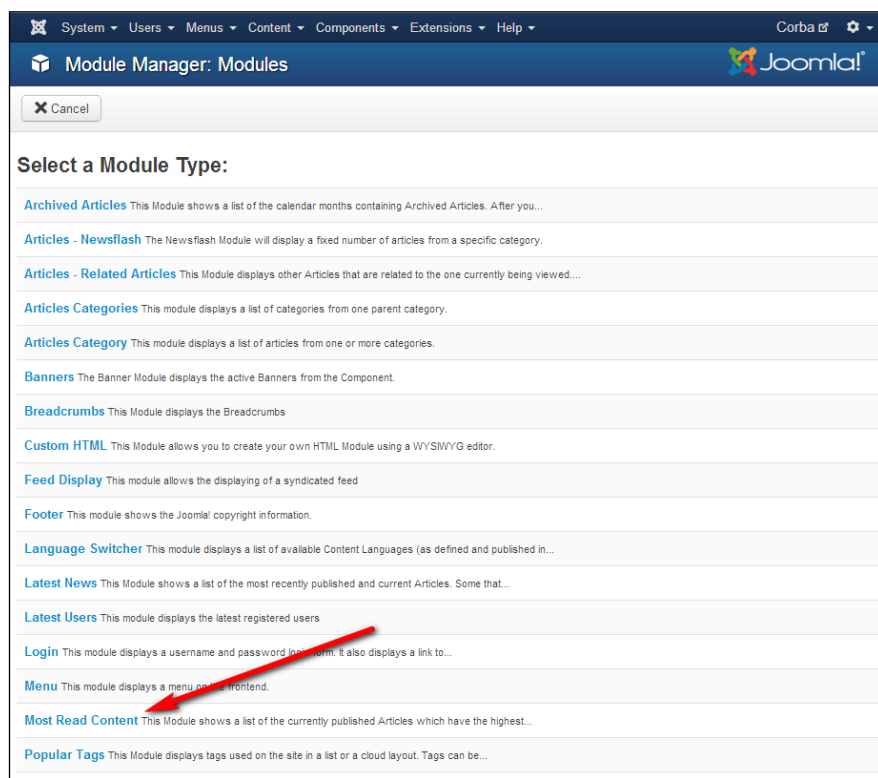 System Users Menus Content Components Extensions Help Corba
Module Manager: Modules Joomla!
Cancel
Select a Module Type:
Archived Articles This Module shows a list of the calendar months containing Archived Articles. After you...
Articles - Newsflash The Newsflash Module will display a fixed number of articles from a specific category.
Articles - Related Articles This Module displays other Articles that are related to the one currently being viewed....
Articles Categories This module displays a list of categories from one parent category.
Articles Category This module displays a list of articles from one or more categories.
Banners The Banner Module displays the active Banners from the Component.
Breadcrumbs This Module displays the Breadcrumbs
Custom HTML This Module allows you to create your own HTML Module using a WYSIWYG editor.
Feed Display This module allows the displaying of a syndicated feed
Footer This module shows the Joomla! copyright information.
Language Switcher This module displays a list of available Content Languages (as defined and published in...
Latest News This Module shows a list of the most recently published and current Articles. Some that...
Latest Users This module displays the latest registered users
Login This module displays a username and password login form. It also displays a link to...
Menu This module displays a menu on the frontend.
Most Read Content This Module shows a list of the currently published Articles which have the highest...
Popular Tags This Module displays tags used on the site in a list or a cloud layout. Tags can be...